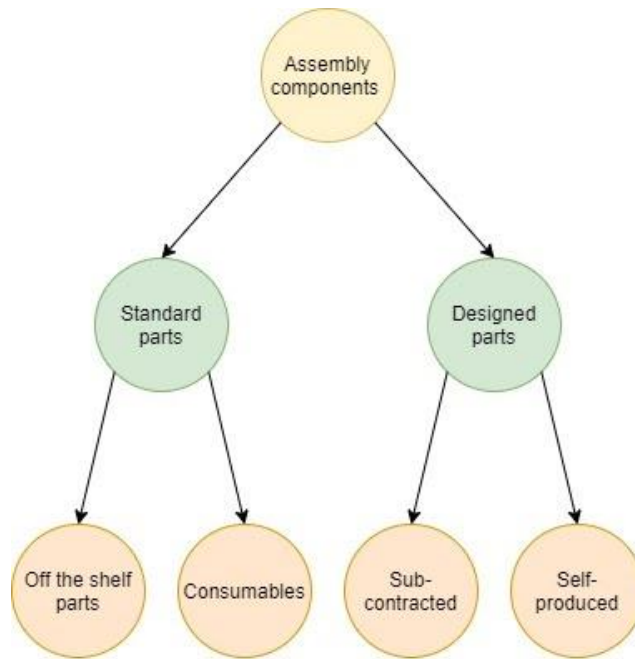 Assembly
components
Standard
parts
Designed
parts
Off the shelf
parts
Consumables
Sub-
contracted
Self-
produced